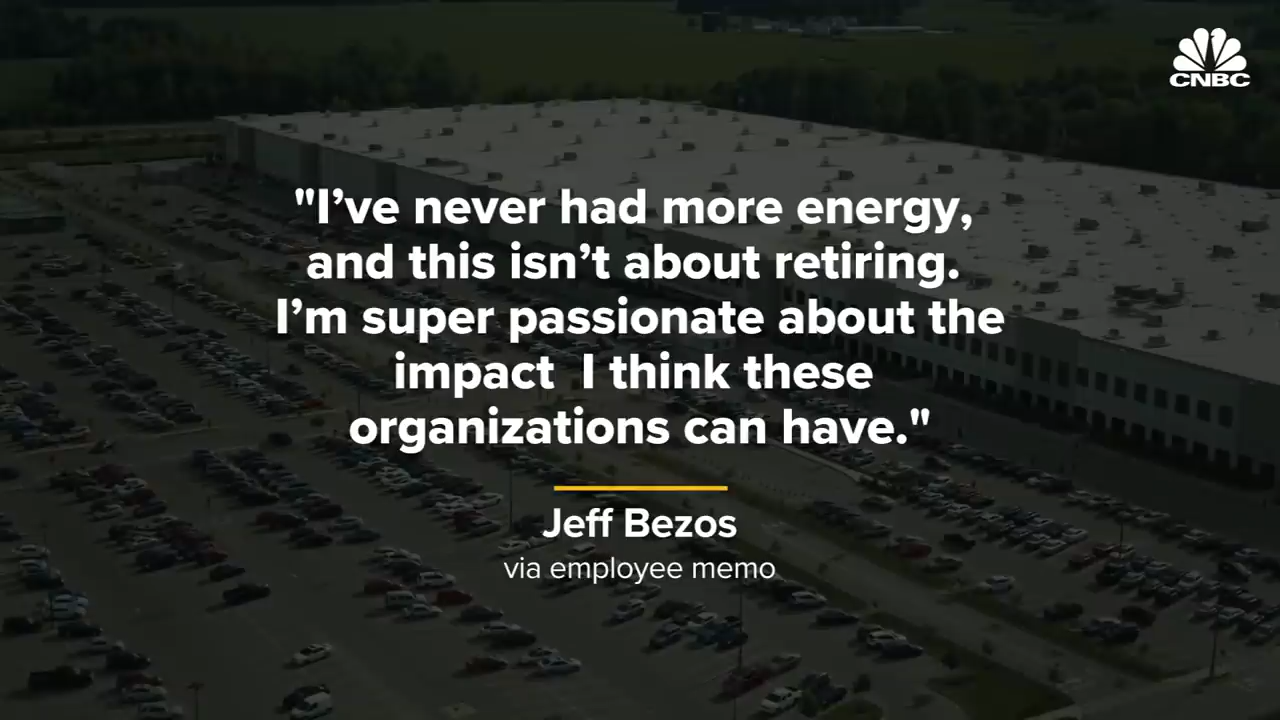 CNBC
"I’ve never had more energy,
and this isn’t about retiring.
I’m super passionate about the
impact  I think these
organizations can have."
Jeff Bezos
via employee memo